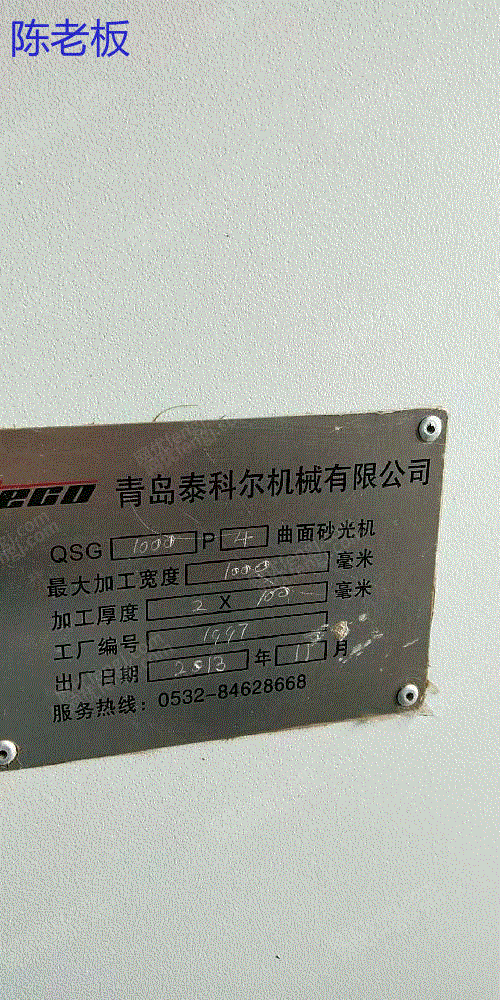 陈老板
eco 青岛泰科尔机械有限公司
QSG 1000 P 4 曲面砂光机
最大加工宽度 1000 毫米
加工厚度 2 X 100 毫米
工厂编号 1997
出厂日期 2013 年 11 月
服务热线：0532-84628668